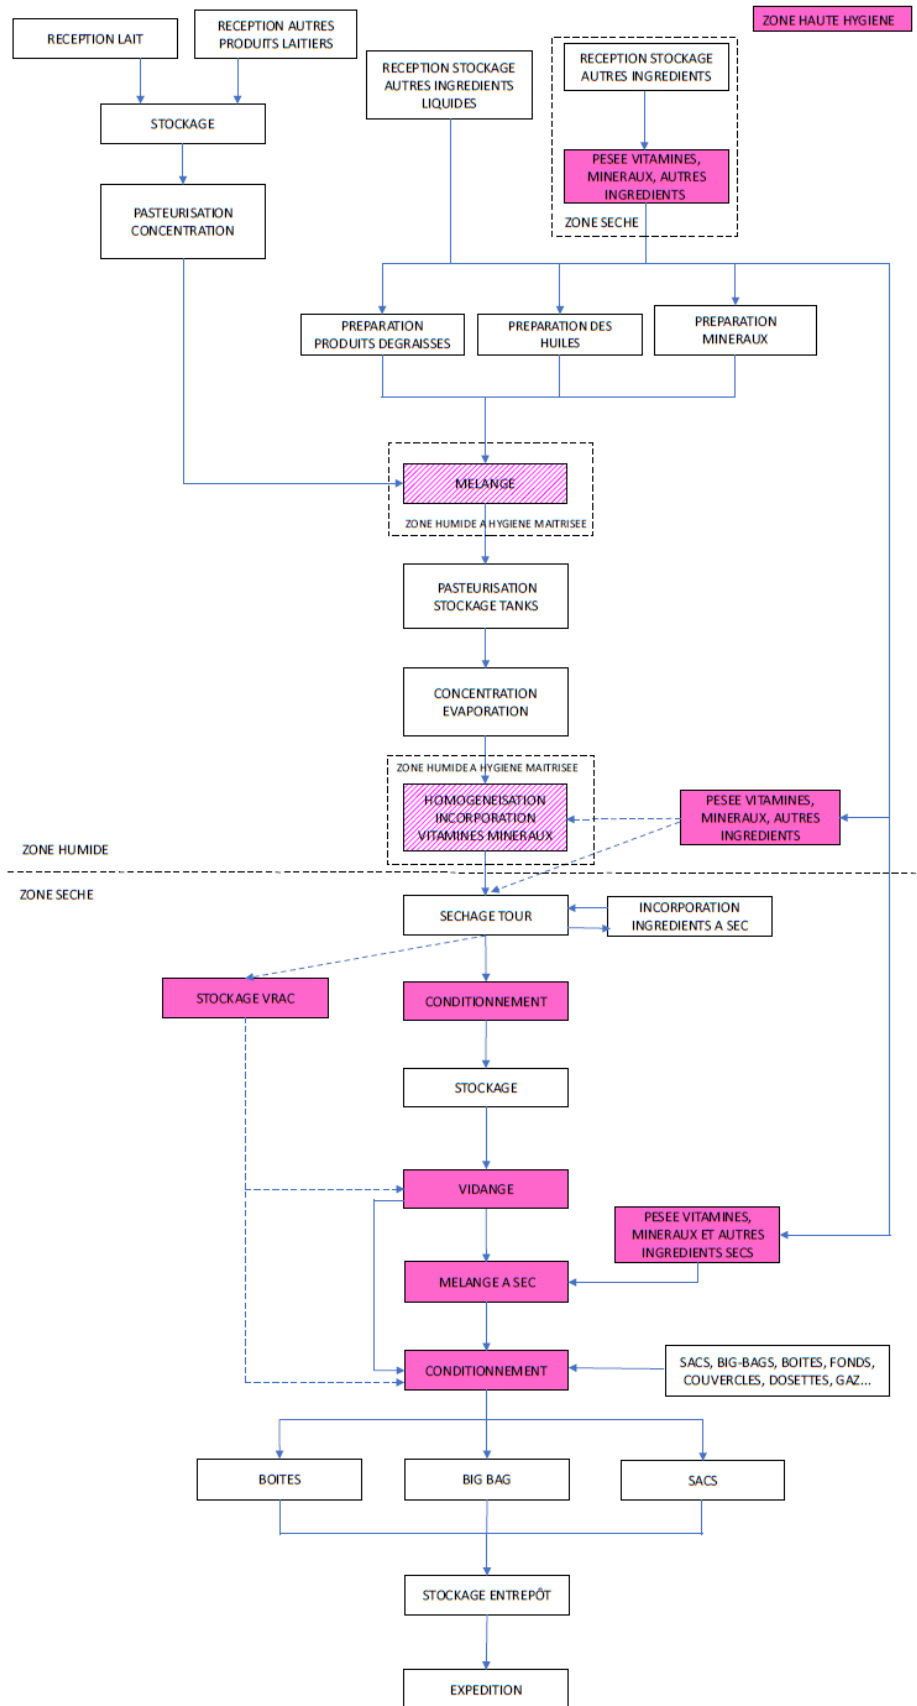 ZONE HAUTE HYGIENE
RECEPTION LAIT
RECEPTION AUTRES
PRODUITS LAITIERS
RECEPTION STOCKAGE
AUTRES INGREDIENTS
LIQUIDES
RECEPTION STOCKAGE
AUTRES INGREDIENTS
STOCKAGE
PESEE VITAMINES,
MINERAUX, AUTRES
INGREDIENTS
ZONE SECHE
PASTEURISATION
CONCENTRATION
PREPARATION
PRODUITS DEGRAISSES
PREPARATION DES
HUILES
PREPARATION
MINERAUX
MELANGE
ZONE HUMIDE A HYGIENE MAITRISEE
PASTEURISATION
STOCKAGE TANKS
CONCENTRATION
EVAPORATION
ZONE HUMIDE A HYGIENE MAITRISEE
HOMOGENEISATION
INCORPORATION
VITAMINES MINERAUX
PESEE VITAMINES,
MINERAUX, AUTRES
INGREDIENTS
ZONE HUMIDE
ZONE SECHE
SECHAGE TOUR
INCORPORATION
INGREDIENTS A SEC
STOCKAGE VRAC
CONDITIONNEMENT
STOCKAGE
VIDANGE
PESEE VITAMINES,
MINERAUX ET AUTRES
INGREDIENTS SECS
MELANGE A SEC
CONDITIONNEMENT
SACS, BIG-BAGS, BOITES, FONDS,
COUVERCLES, DOSETTES, GAZ...
BOITES
BIG BAG
SACS
STOCKAGE ENTREPÔT
EXPEDITION